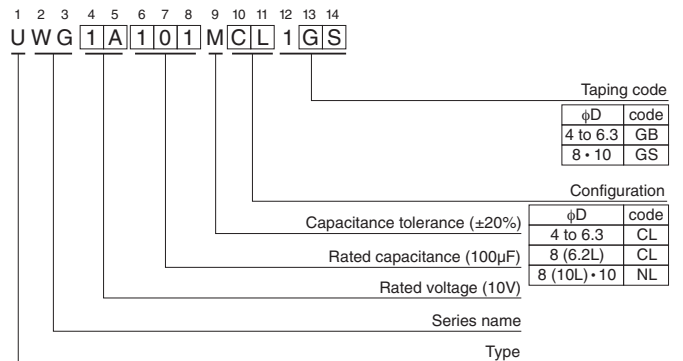 1 2 3 4 5 6 7 8 9 10 11 12 13 14
U W G 1 A 1 0 1 M C L 1 G S
Taping code
ϕD code
4 to 6.3 GB
8 • 10 GS
Configuration
ϕD code
4 to 6.3 CL
8 (6.2L) CL
8 (10L) • 10 NL
Capacitance tolerance (±20%)
Rated capacitance (100µF)
Rated voltage (10V)
Series name
Type